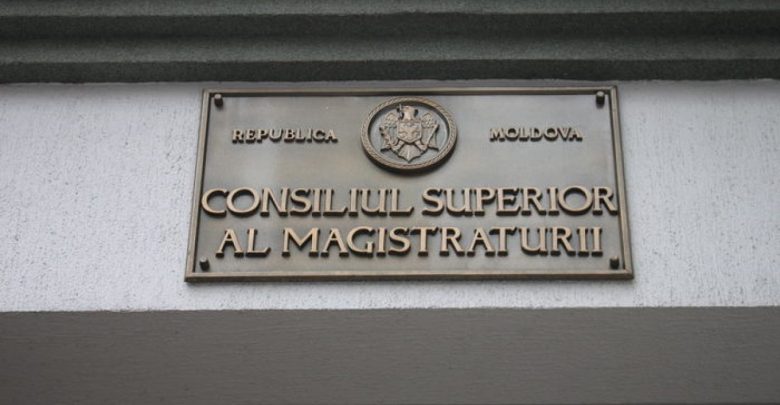 REPUBLICA MOLDOVA
CONSILIUL SUPERIOR
AL MAGISTRATURII